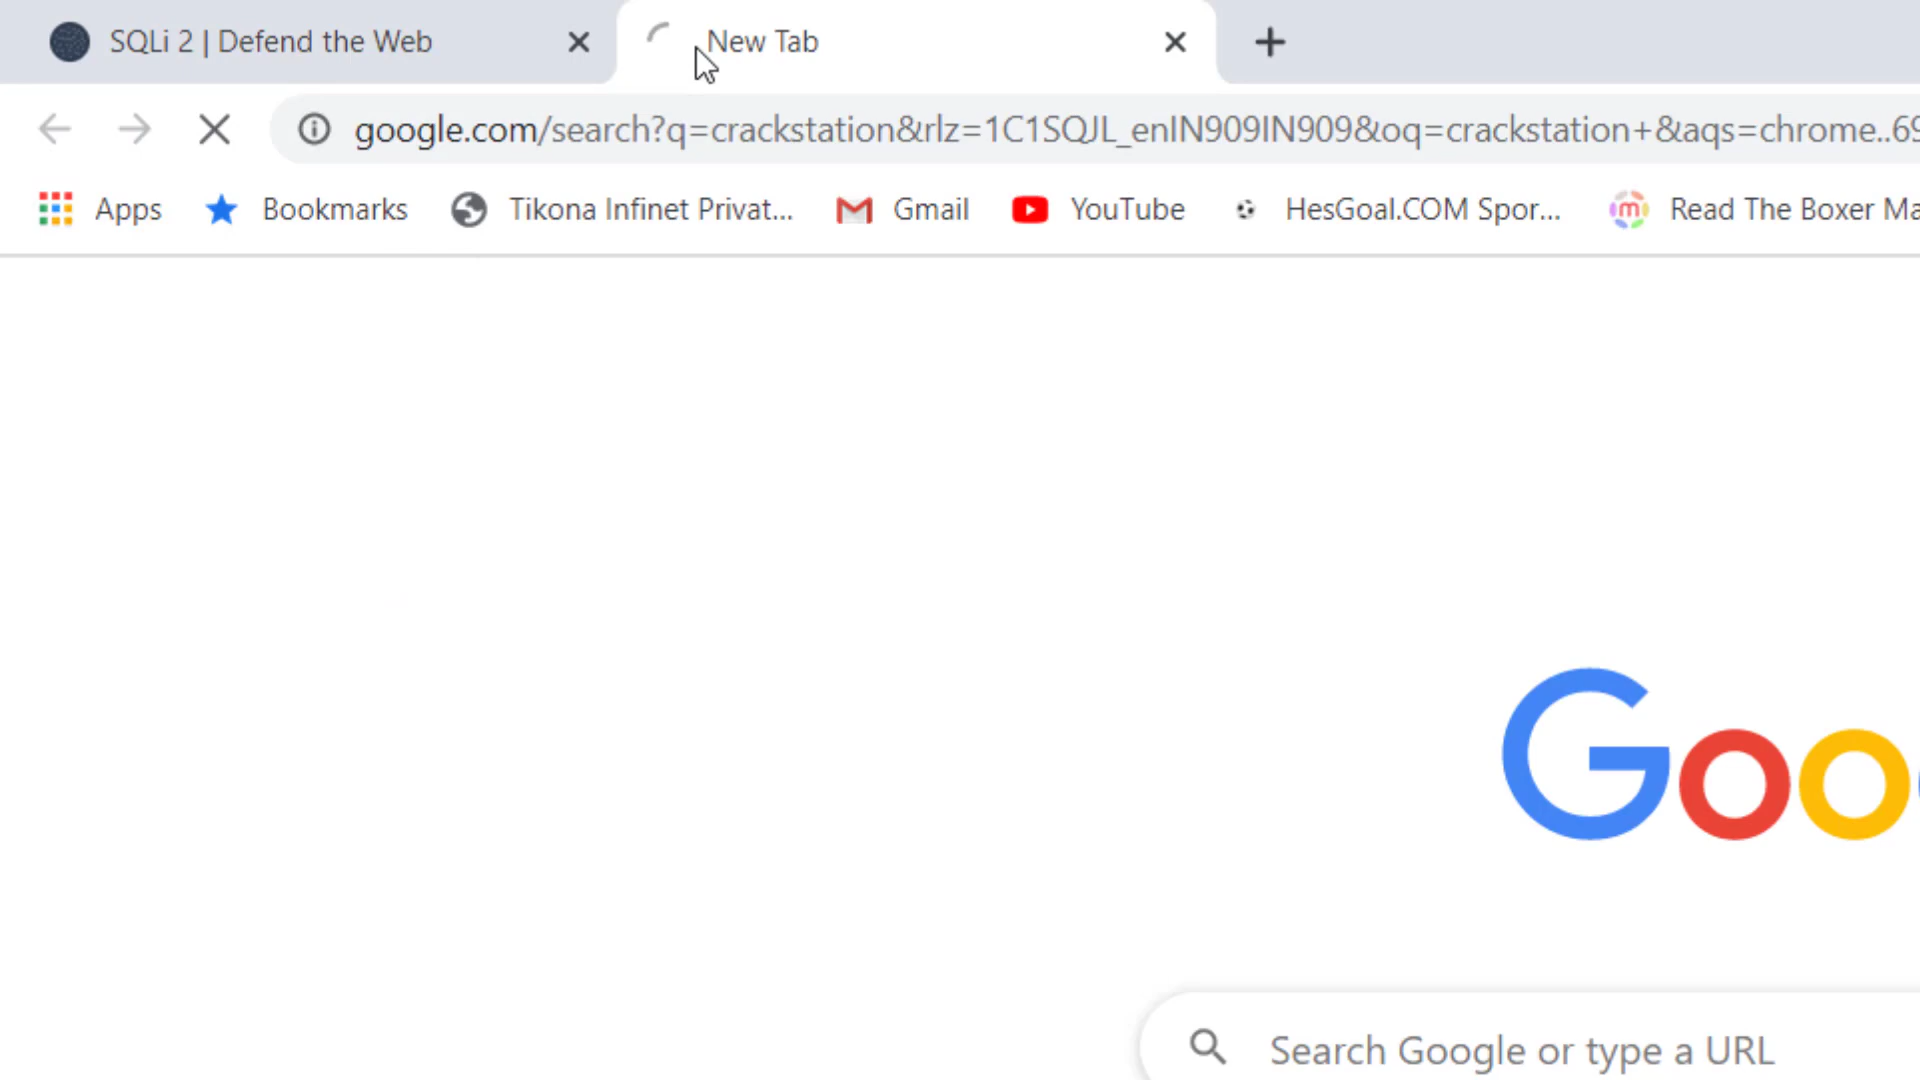 SQLi 2 | Defend the Web
New Tab
google.com/search?q=crackstation&rlz=1C1SQJL_enIN909IN909&oq=crackstation+&aqs=chrome..69
Apps
Bookmarks
Tikona Infinet Privat...
Gmail
YouTube
HesGoal.COM Spor...
Read The Boxer Ma
Goo
Search Google or type a URL